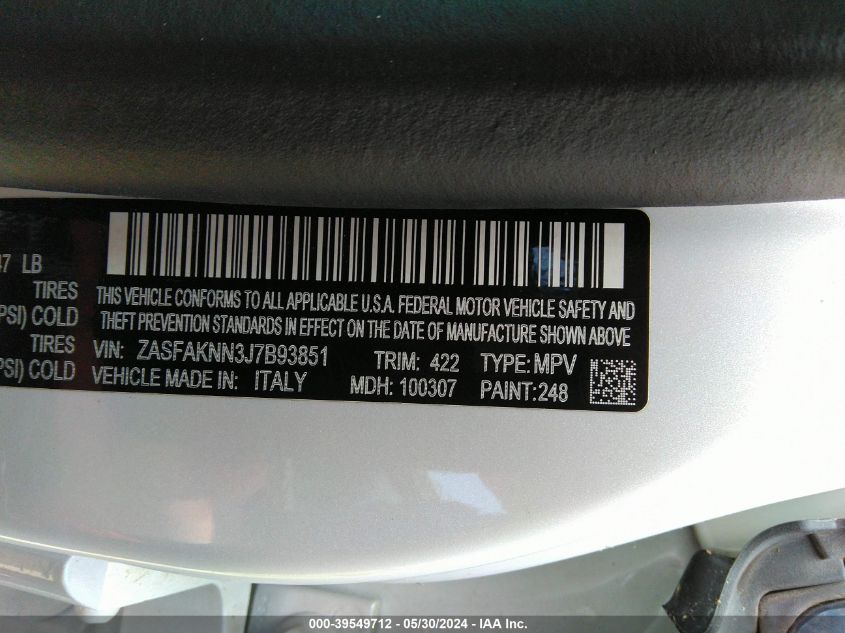 47 LB
TIRES
PSI) COLD
TIRES
PSI) COLD
THIS VEHICLE CONFORMS TO ALL APPLICABLE U.S.A. FEDERAL MOTOR VEHICLE SAFETY AND
THEFT PREVENTION STANDARDS IN EFFECT ON THE DATE OF MANUFACTURE SHOWN ABOVE
VIN: ZASFAKNN3J7B93851 TRIM: 422 TYPE: MPV
VEHICLE MADE IN: ITALY MDH: 100307 PAINT:248
000-39549712 - 05/30/2024 - IAA Inc.